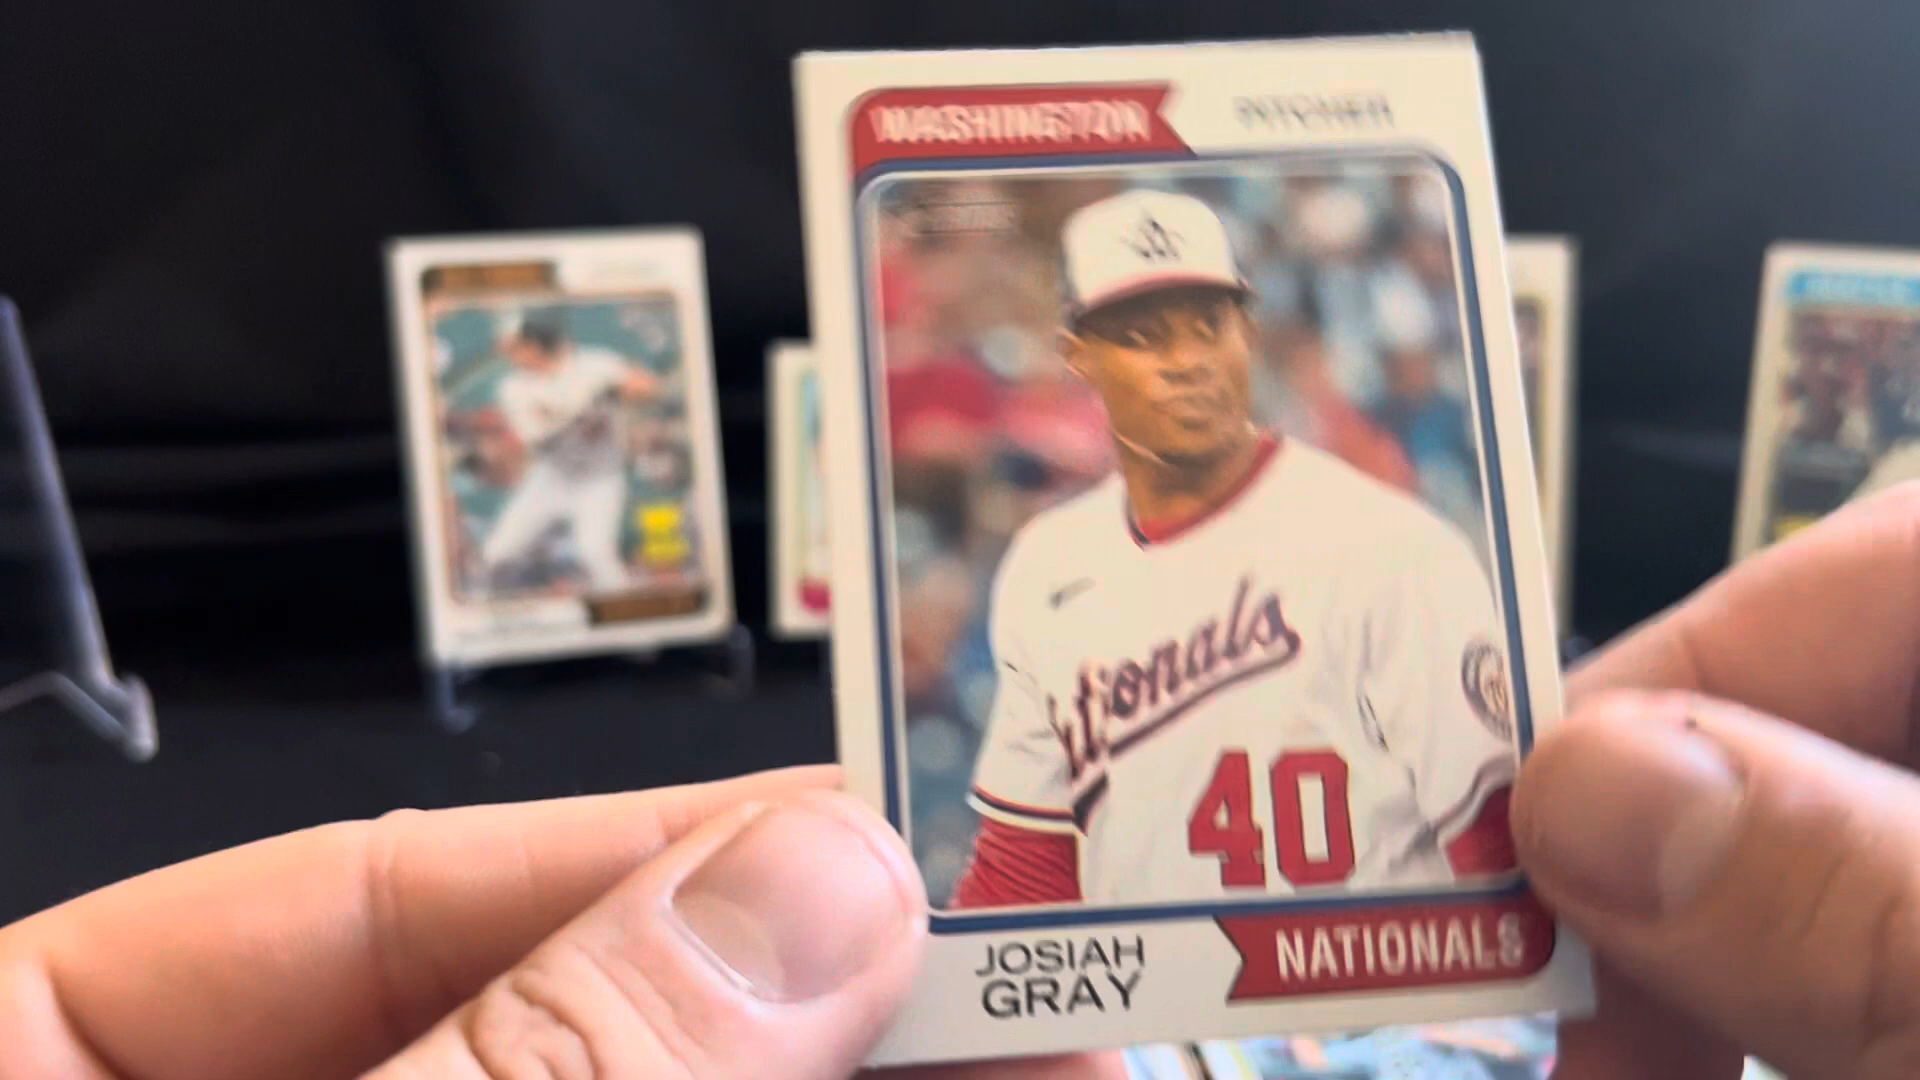 WASHINGTON
PITCHER
Nationals
40
JOSIAH
GRAY
NATIONALS